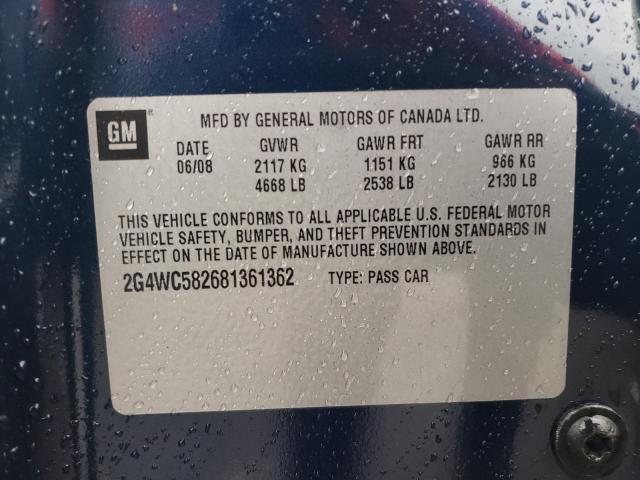 GM
MFD BY GENERAL MOTORS OF CANADA LTD.
DATE GVWR GAWR FRT GAWR RR
06/08 2117 KG 1151 KG 966 KG
4668 LB 2538 LB 2130 LB
THIS VEHICLE CONFORMS TO ALL APPLICABLE U.S. FEDERAL MOTOR
VEHICLE SAFETY, BUMPER, AND THEFT PREVENTION STANDARDS IN
EFFECT ON THE DATE OF MANUFACTURE SHOWN ABOVE.
2G4WC582681361362 TYPE: PASS CAR